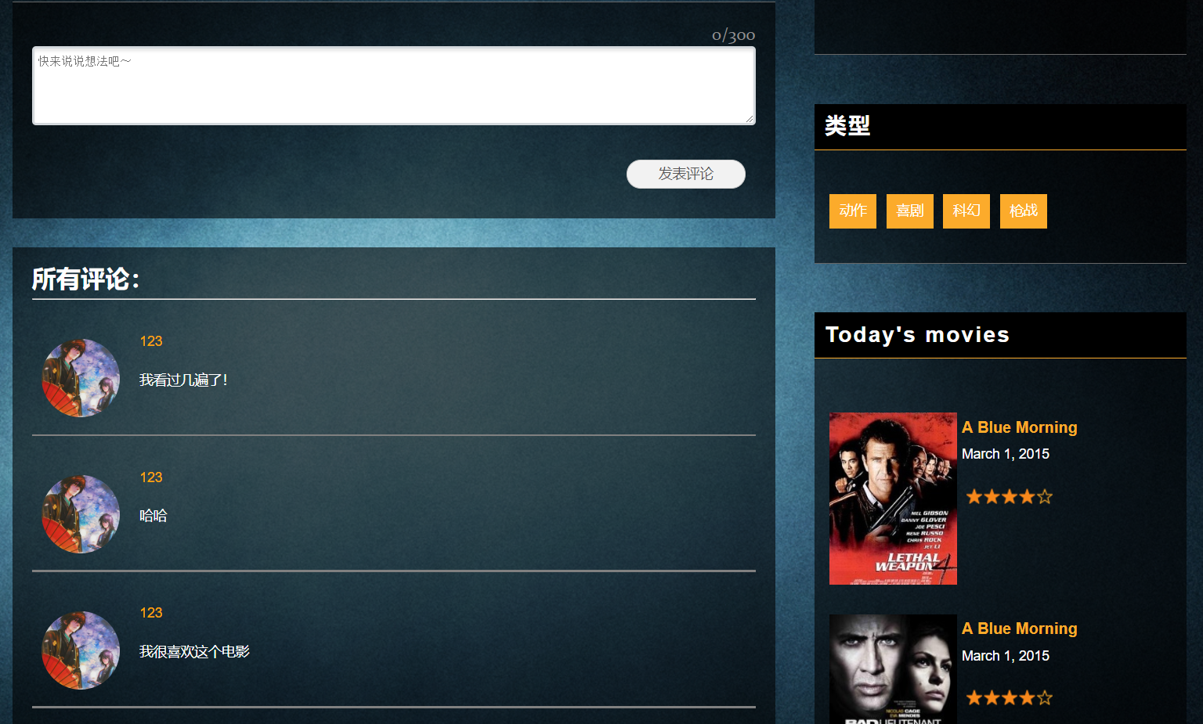 0/300
快来说说想法吧~
发表评论
所有评论：
123
我看过几遍了！
123
哈哈
123
我很喜欢这个电影
类型
动作 喜剧 科幻 枪战
Today's movies
A Blue Morning
March 1, 2015
MEL GIBSON
DANNY GLOVER
JOE PESCI
RENE RUSSO
CHRIS ROCK
JET LI
LETHAL
WEAPON 4
A Blue Morning
March 1, 2015
NICOLAS CAGE
EVA MENDES
BAD LIEUTENANT